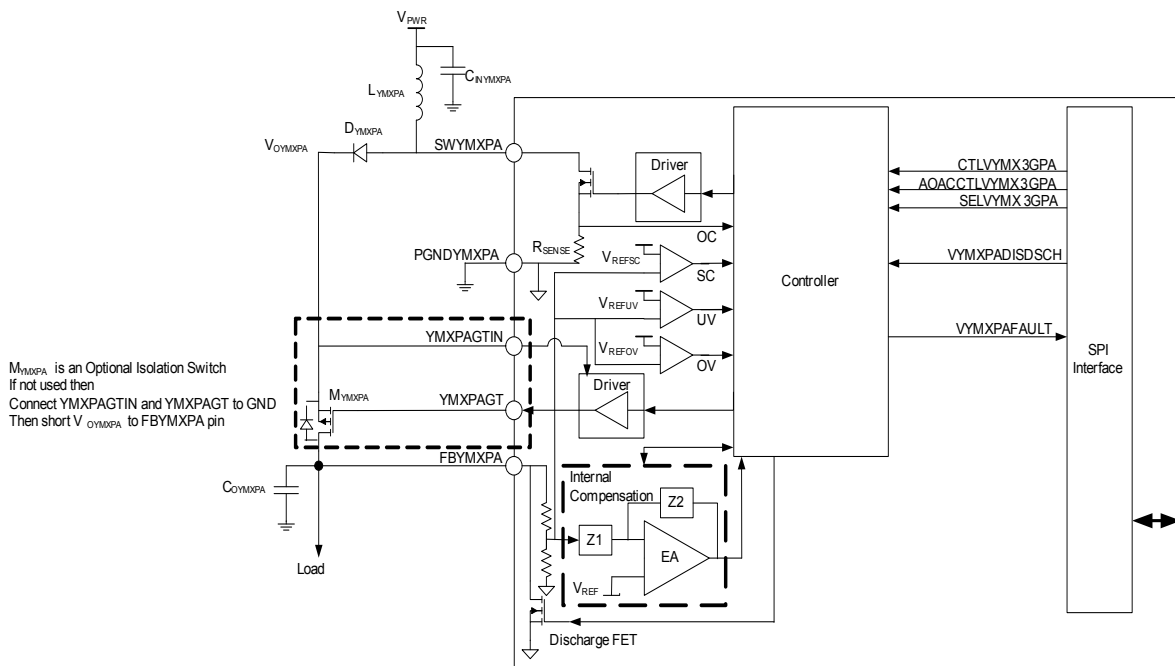 VPWR
CINYMXPA
LYMXPA
DYMXPA
VOYMXPA
SWYMXPA
Driver
CTLVYMX3GPA
AOACCTLVYMX3GPA
SELVYMX3GPA
OC
RSENSE
PGNDYMXPA
VREFSC
SC
VYMXPADISDSCH
Controller
VREFUV
UV
VYMXPAFAULT
SPI
Interface
YMXPAGTIN
VREFOV
OV
MYMXPA is an Optional Isolation Switch
If not used then
Connect YMXPAGTIN and YMXPAGT to GND
Then short VOYMXPA to FBYMXPA pin
Driver
MYMXPA
YMXPAGT
FBYMXPA
COYMXPA
Internal
Compensation
Z2
Z1
EA
VREF
Load
Discharge FET